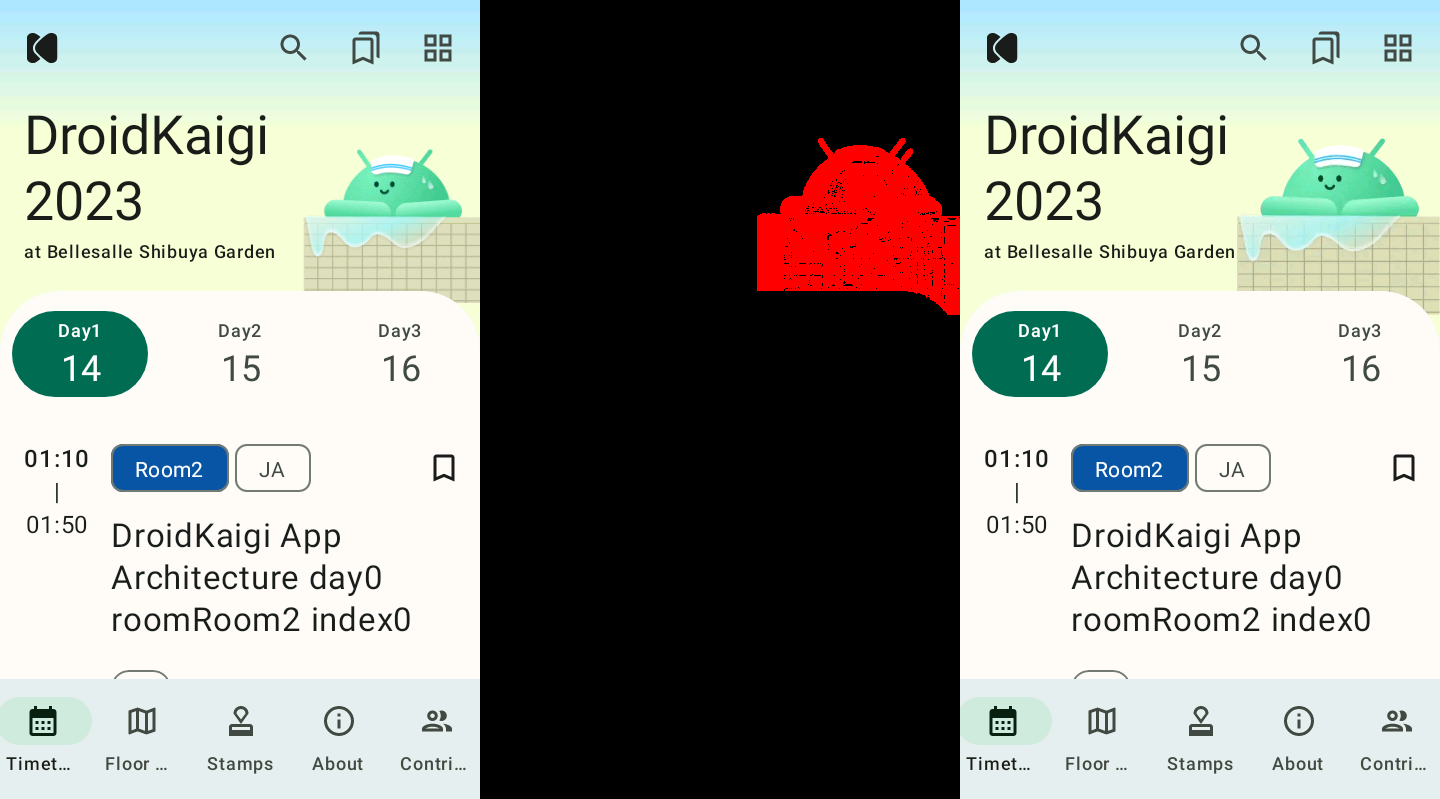 DroidKaigi
2023
at Bellesalle Shibuya Garden
Day1
Day2
Day3
14
15
16
01:10
Room2
JA
|
01:50
DroidKaigi App
Architecture day0
roomRoom2 index0
Timet...
Floor ...
Stamps
About
Contri...
DroidKaigi
2023
at Bellesalle Shibuya Garden
Day1
Day2
Day3
14
15
16
01:10
Room2
JA
|
01:50
DroidKaigi App
Architecture day0
roomRoom2 index0
Timet...
Floor ...
Stamps
About
Contri...